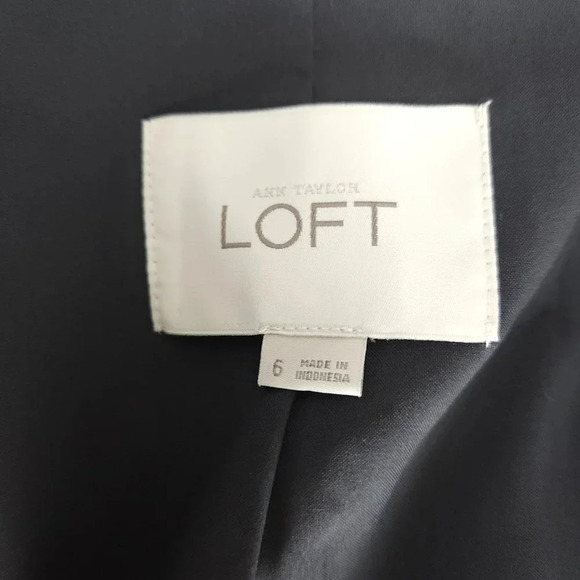 ANN TAYLOR
LOFT
6 MADE IN
INDONESIA